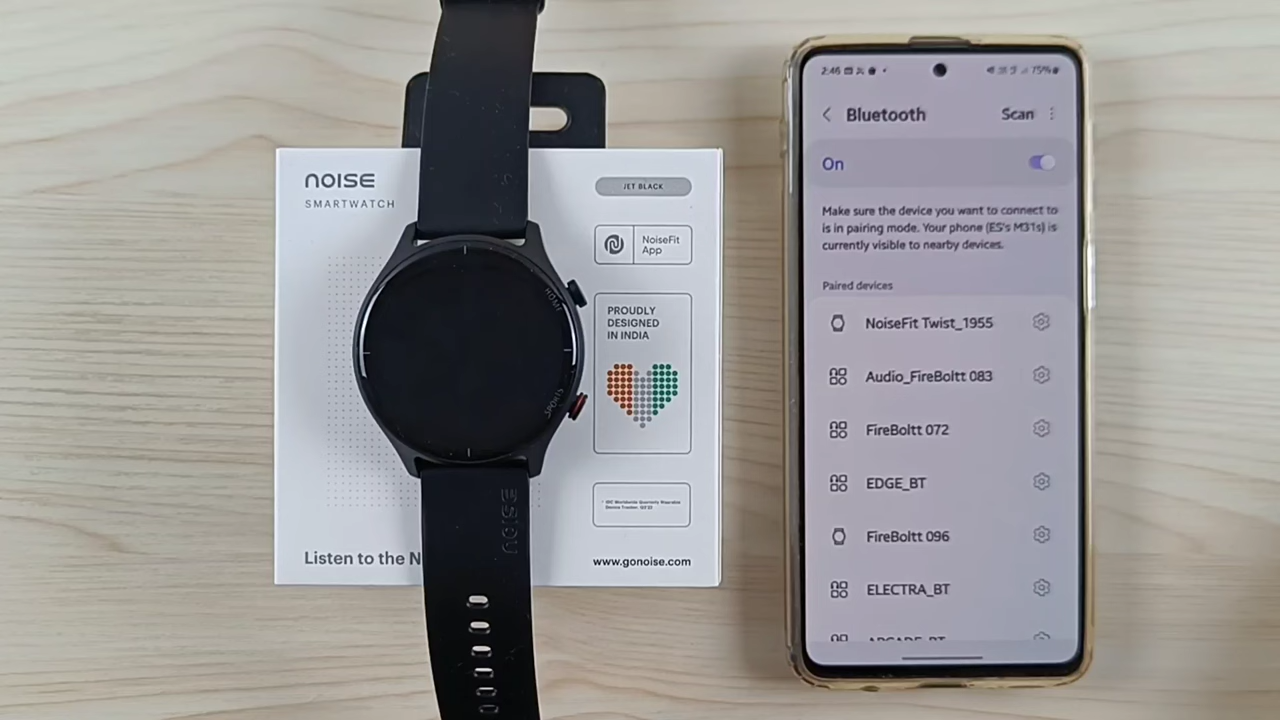 NOISE
SMARTWATCH
JET BLACK
NoiseFit
App
PROUDLY
DESIGNED
IN INDIA
HOME
SPORTS
NOISE
Listen to the N
www.gonoise.com
2:46
75%
Bluetooth
Scan
On
Make sure the device you want to connect to
is in pairing mode. Your phone (ES's M31s) is
currently visible to nearby devices.
Paired devices
NoiseFit Twist_1955
Audio_FireBoltt 083
FireBoltt 072
EDGE_BT
FireBoltt 096
ELECTRA_BT
ARCADE_BT